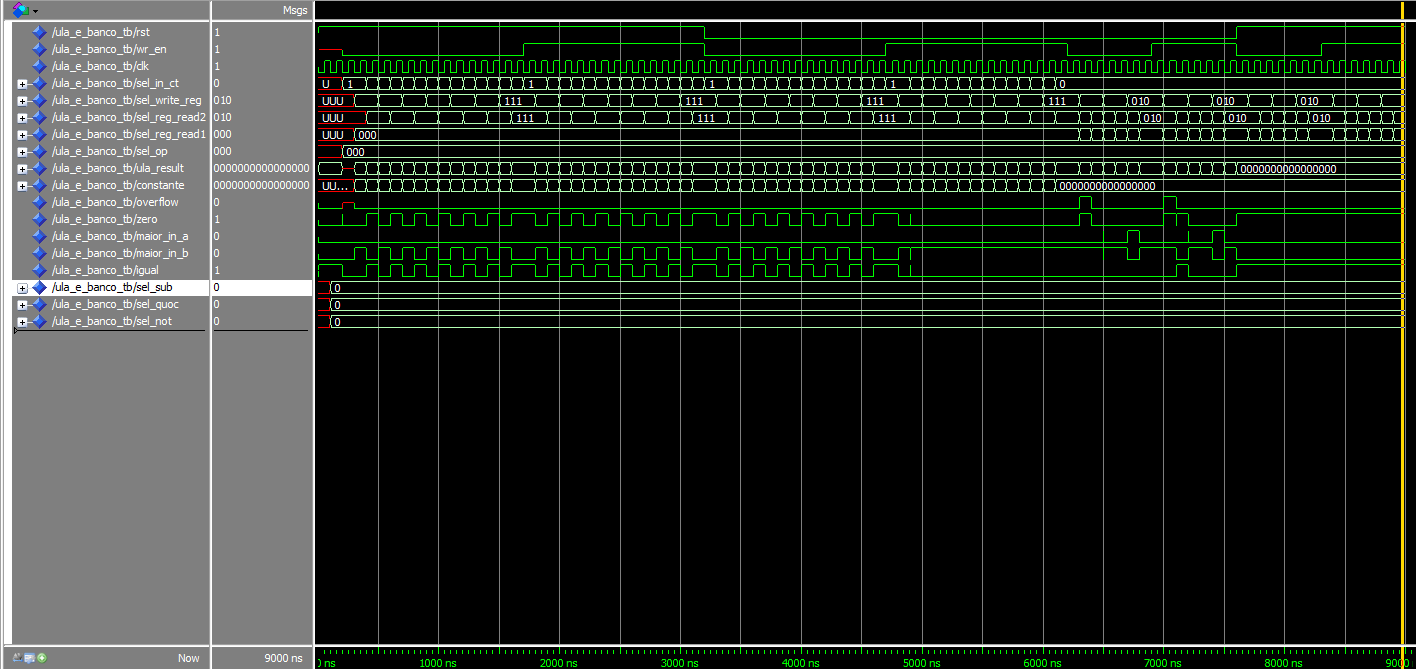 Msgs
/ula_e_banco_tb/rst 1
/ula_e_banco_tb/wr_en 1
/ula_e_banco_tb/clk 1
/ula_e_banco_tb/sel_in_ct 0 U 1 1 1 1 0
/ula_e_banco_tb/sel_write_reg 010 UUU 111 111 111 111 010 010 010
/ula_e_banco_tb/sel_reg_read2 010 UUU 111 111 111 010 010 010
/ula_e_banco_tb/sel_reg_read1 000 UUU 000
/ula_e_banco_tb/sel_op 000 000
/ula_e_banco_tb/ula_result 0000000000000000 0000000000000000
/ula_e_banco_tb/constante 0000000000000000 UU... 0000000000000000
/ula_e_banco_tb/overflow 0
/ula_e_banco_tb/zero 1
/ula_e_banco_tb/maior_in_a 0
/ula_e_banco_tb/maior_in_b 0
/ula_e_banco_tb/igual 1
/ula_e_banco_tb/sel_sub 0 0
/ula_e_banco_tb/sel_quoc 0 0
/ula_e_banco_tb/sel_not 0 0
Now 9000 ns
ns 1000 ns 2000 ns 3000 ns 4000 ns 5000 ns 6000 ns 7000 ns 8000 ns 9000